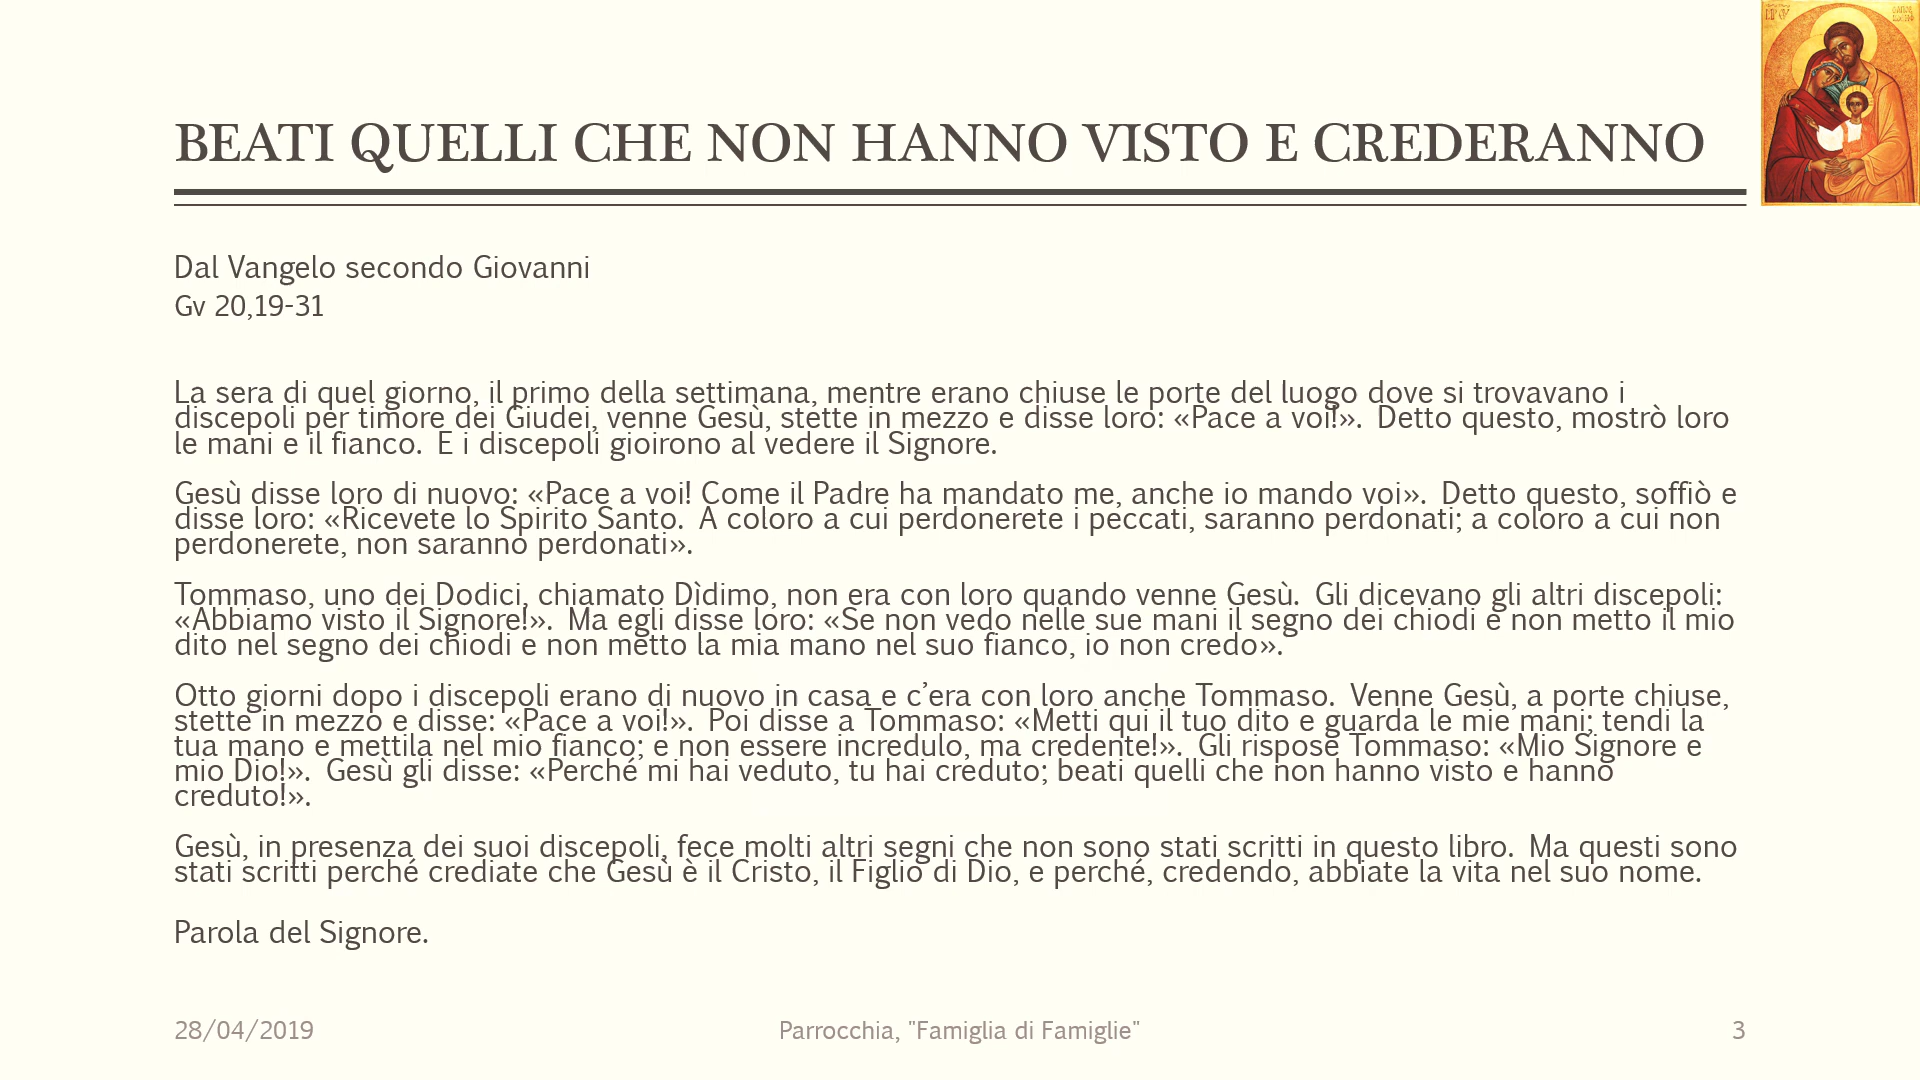 BEATI QUELLI CHE NON HANNO VISTO E CREDERANNO
Dal Vangelo secondo Giovanni
Gv 20,19-31
La sera di quel giorno, il primo della settimana, mentre erano chiuse le porte del luogo dove si trovavano i
discepoli per timore dei Giudei, venne Gesù, stette in mezzo e disse loro: «Pace a voi!». Detto questo, mostrò loro
le mani e il fianco. E i discepoli gioirono al vedere il Signore.
Gesù disse loro di nuovo: «Pace a voi! Come il Padre ha mandato me, anche io mando voi». Detto questo, soffiò e
disse loro: «Ricevete lo Spirito Santo. A coloro a cui perdonerete i peccati, saranno perdonati; a coloro a cui non
perdonerete, non saranno perdonati».
Tommaso, uno dei Dodici, chiamato Dìdimo, non era con loro quando venne Gesù. Gli dicevano gli altri discepoli:
«Abbiamo visto il Signore!». Ma egli disse loro: «Se non vedo nelle sue mani il segno dei chiodi e non metto il mio
dito nel segno dei chiodi e non metto la mia mano nel suo fianco, io non credo».
Otto giorni dopo i discepoli erano di nuovo in casa e c’era con loro anche Tommaso. Venne Gesù, a porte chiuse,
stette in mezzo e disse: «Pace a voi!». Poi disse a Tommaso: «Metti qui il tuo dito e guarda le mie mani; tendi la
tua mano e mettila nel mio fianco; e non essere incredulo, ma credente!». Gli rispose Tommaso: «Mio Signore e
mio Dio!». Gesù gli disse: «Perché mi hai veduto, tu hai creduto; beati quelli che non hanno visto e hanno
creduto!».
Gesù, in presenza dei suoi discepoli, fece molti altri segni che non sono stati scritti in questo libro. Ma questi sono
stati scritti perché crediate che Gesù è il Cristo, il Figlio di Dio, e perché, credendo, abbiate la vita nel suo nome.
Parola del Signore.
28/04/2019
Parrocchia, "Famiglia di Famiglie"
3